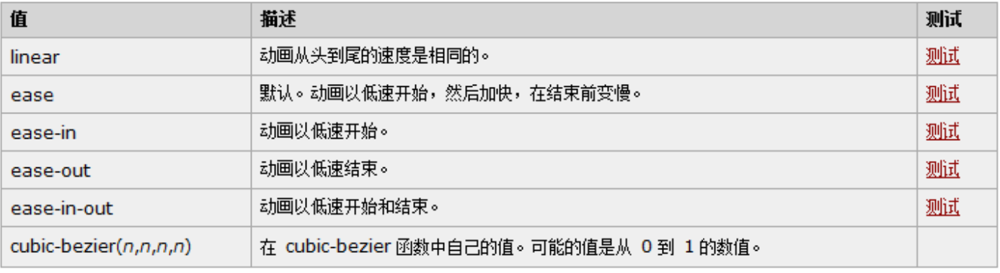 值 描述 测试
linear 动画从头到尾的速度是相同的。 测试
ease 默认。动画以低速开始，然后加快，在结束前变慢。 测试
ease-in 动画以低速开始。 测试
ease-out 动画以低速结束。 测试
ease-in-out 动画以低速开始和结束。 测试
cubic-bezier(n,n,n,n) 在 cubic-bezier 函数中自己的值。可能的值是从 0 到 1 的数值。